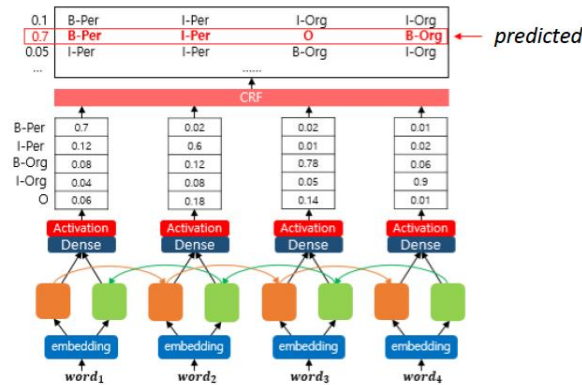 0.1 B-Per I-Per I-Org I-Org
0.7 B-Per I-Per O B-Org predicted
0.05 I-Per I-Per B-Org I-Org
... ......
CRF
B-Per 0.7 0.02 0.02 0.01
I-Per 0.12 0.6 0.01 0.02
B-Org 0.08 0.12 0.78 0.06
I-Org 0.04 0.08 0.05 0.9
O 0.06 0.18 0.14 0.01
Activation Activation Activation Activation
Dense Dense Dense Dense
embedding embedding embedding embedding
word1 word2 word3 word4